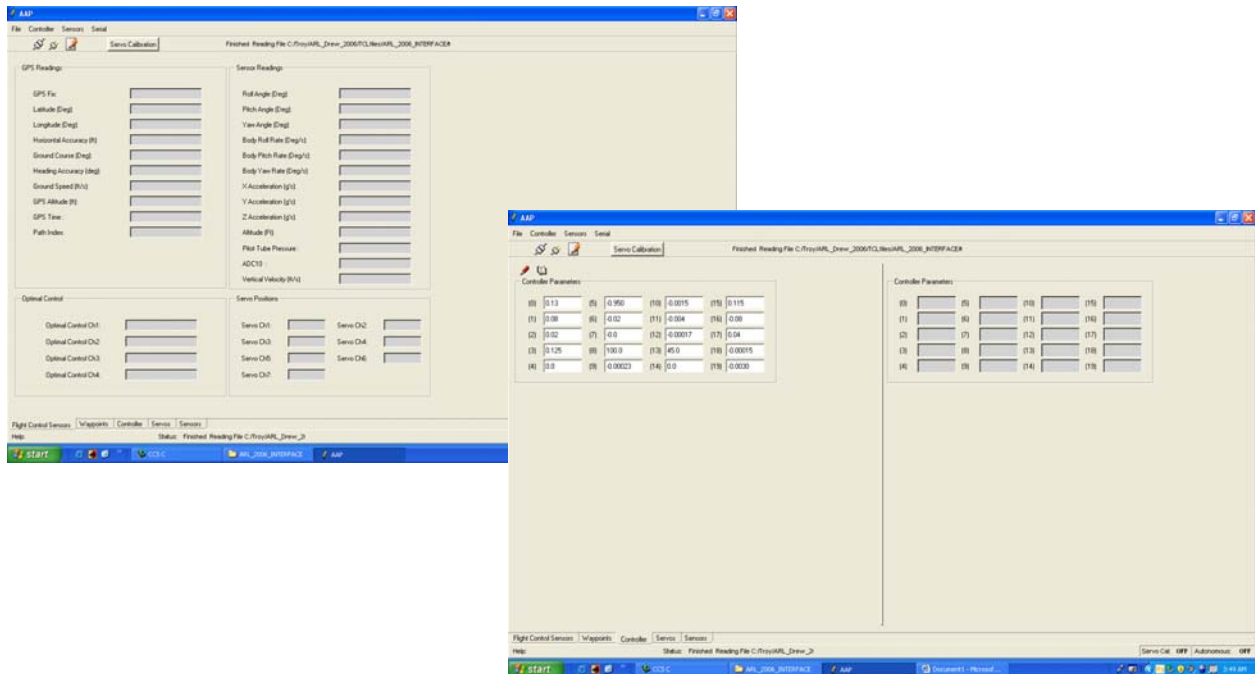 AAP
File Controller Sensors Serial
Servo Calibration Finished Reading File C:/Troy/ARL_Drew_2006/TCLfiles/ARL_2006_INTERFACE#
GPS Readings
GPS Fix:
Latitude (Deg):
Longitude (Deg):
Horizontal Accuracy (ft):
Ground Course (Deg):
Heading Accuracy (deg):
Ground Speed (ft/s):
GPS Altitude (ft):
GPS Time:
Path Index:
Sensor Readings
Roll Angle (Deg):
Pitch Angle (Deg):
Yaw Angle (Deg):
Body Roll Rate (Deg/s):
Body Pitch Rate (Deg/s):
Body Yaw Rate (Deg/s):
X Acceleration (g's):
Y Acceleration (g's):
Z Acceleration (g's):
Altitude (Ft):
Pitot Tube Pressure:
ADC10 :
Vertical Velocity (ft/s):
Optimal Control
Optimal Control Ch1:
Optimal Control Ch2:
Optimal Control Ch3:
Optimal Control Ch4:
Servo Positions
Servo Ch1: Servo Ch2:
Servo Ch3: Servo Ch4:
Servo Ch5: Servo Ch6:
Servo Ch7:
Flight Control Sensors Waypoints Controller Servos Sensors
Help: Status: Finished Reading File C:/Troy/ARL_Drew_2(
start CCS C ARL_2006_INTERFACE AAP
AAP
File Controller Sensors Serial
Servo Calibration Finished Reading File C:/Troy/ARL_Drew_2006/TCLfiles/ARL_2006_INTERFACE#
Controller Parameters
(0) 0.13 (5) -0.950 (10) -0.0015 (15) 0.115
(1) 0.08 (6) -0.02 (11) -0.004 (16) -0.08
(2) 0.02 (7) -0.0 (12) -0.00017 (17) 0.04
(3) 0.125 (8) 100.0 (13) 45.0 (18) -0.00015
(4) 0.0 (9) -0.00023 (14) 0.0 (19) -0.0030
Controller Parameters
(0) (5) (10) (15)
(1) (6) (11) (16)
(2) (7) (12) (17)
(3) (8) (13) (18)
(4) (9) (14) (19)
Flight Control Sensors Waypoints Controller Servos Sensors
Help: Status: Finished Reading File C:/Troy/ARL_Drew_2(
Servo Cal: OFF Autonomous: OFF
start CCS C ARL_2006_INTERFACE AAP Document1 - Microsof... 3:49 AM